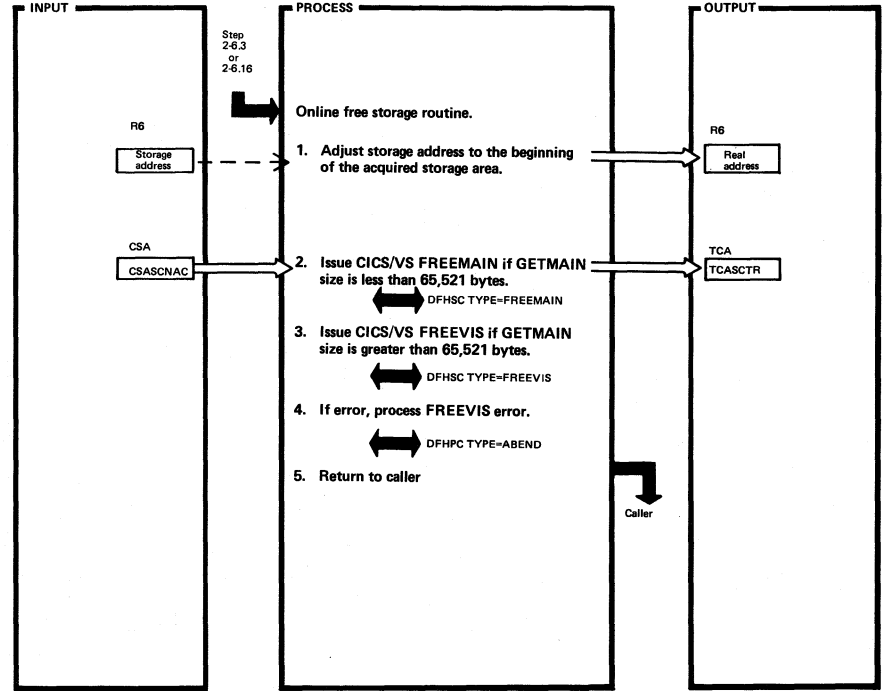 INPUT
PROCESS
OUTPUT
Step
2-6.3
or
2-6.16
Online free storage routine.
R6
Storage
address
1. Adjust storage address to the beginning
of the acquired storage area.
R6
Real
address
CSA
CSASCNAC
2. Issue CICS/VS FREEMAIN if GETMAIN
size is less than 65,521 bytes.
DFHSC TYPE=FREEMAIN
TCA
TCASCTR
3. Issue CICS/VS FREEVIS if GETMAIN
size is greater than 65,521 bytes.
DFHSC TYPE=FREEVIS
4. If error, process FREEVIS error.
DFHPC TYPE=ABEND
5. Return to caller
Caller